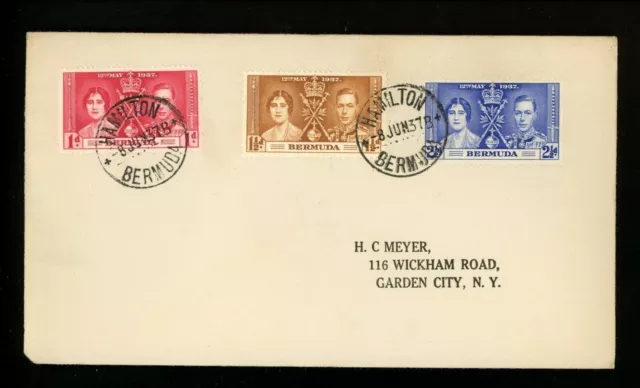 12TH MAY 1937.
1d 1d
HAMILTON
8 JUN 37 B
BERMUDA
12TH MAY 1937.
BERMUDA
1½d
HAMILTON
8 JUN 37 B
BERMUDA
12TH MAY 1937.
BERMUDA
2½d
H. C MEYER,
116 WICKHAM ROAD,
GARDEN CITY, N. Y.